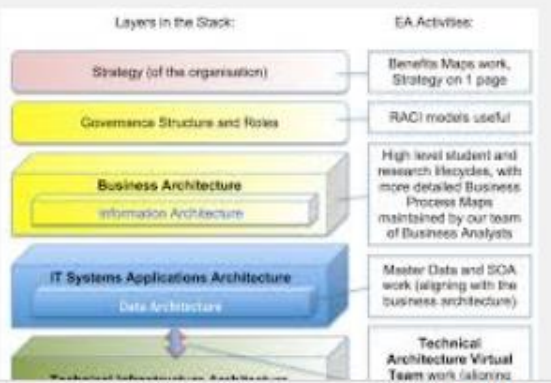 Layers in the Stack:
EA Activities:
Strategy (of the organisation)
Benefits Maps work,
Strategy on 1 page
Governance Structure and Roles
RACI models useful
Business Architecture
Information Architecture
High level student and
research lifecycles, with
more detailed Business
Process Maps
maintained by our team
of Business Analysts
IT Systems Applications Architecture
Data Architecture
Master Data and SOA
work (aligning with the
business architecture)
Technical Infrastructure Architecture
Technical
Architecture Virtual
Team work (aligning